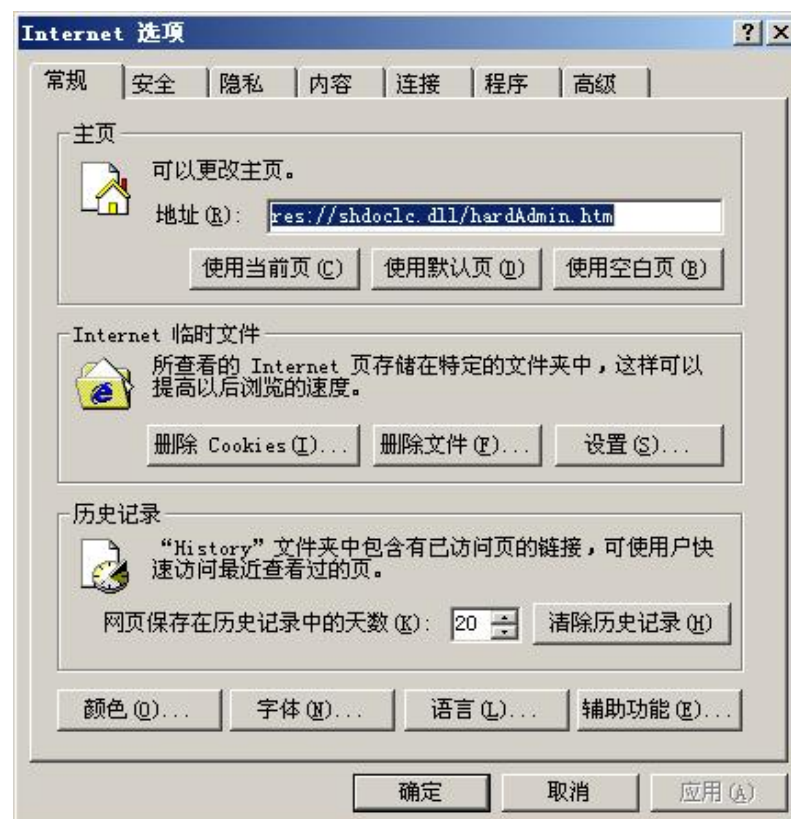 Internet 选项
常规 安全 隐私 内容 连接 程序 高级
主页
可以更改主页。
地址(R): res://shdoclc.dll/hardAdmin.htm
使用当前页(C) 使用默认页(D) 使用空白页(B)
Internet 临时文件
所查看的 Internet 页存储在特定的文件夹中，这样可以
提高以后浏览的速度。
删除 Cookies(I)... 删除文件(F)... 设置(S)...
历史记录
“History”文件夹中包含有已访问页的链接，可使用户快
速访问最近查看过的页。
网页保存在历史记录中的天数(K): 20 清除历史记录(H)
颜色(O)... 字体(N)... 语言(L)... 辅助功能(E)...
确定 取消 应用(A)